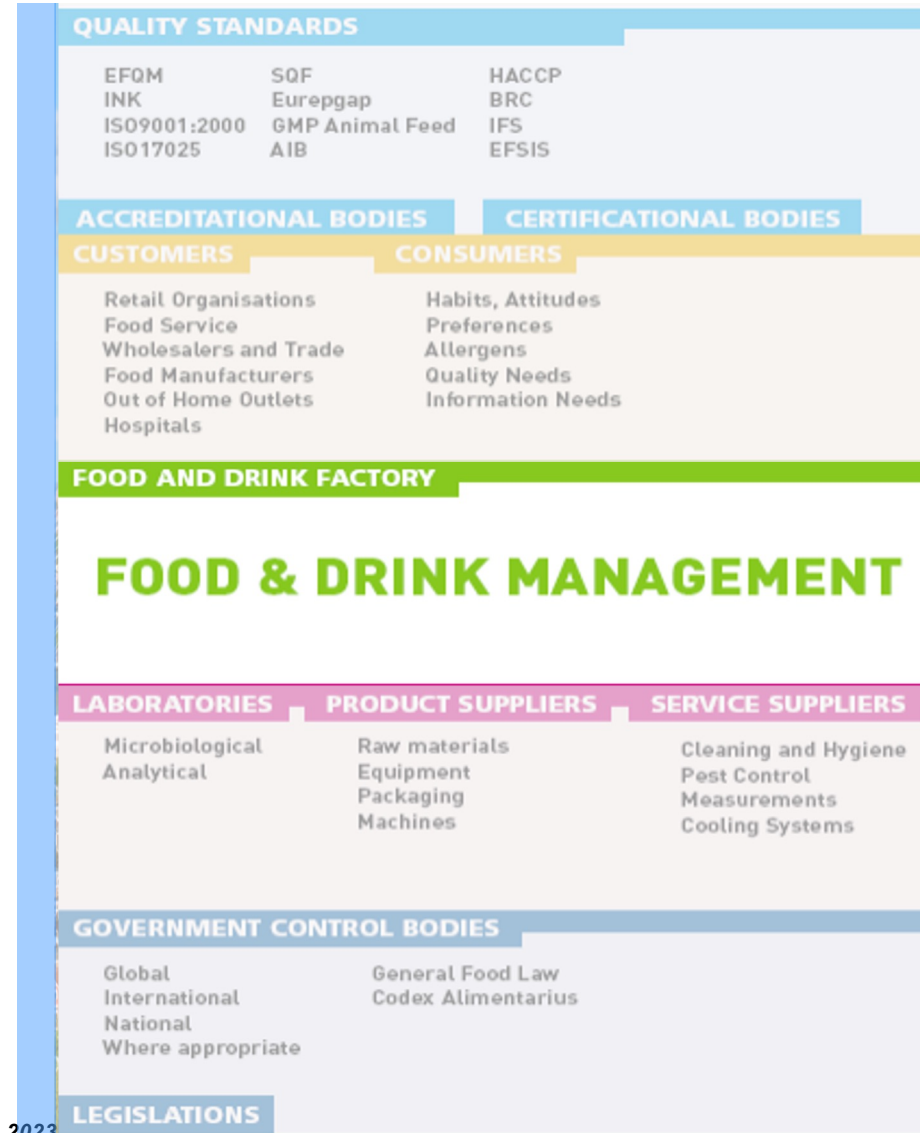 QUALITY STANDARDS
EFQM SQF HACCP
INK Eurepgap BRC
ISO9001:2000 GMP Animal Feed IFS
ISO17025 AIB EFSIS
ACCREDITATIONAL BODIES CERTIFICATIONAL BODIES
CUSTOMERS CONSUMERS
Retail Organisations Habits, Attitudes
Food Service Preferences
Wholesalers and Trade Allergens
Food Manufacturers Quality Needs
Out of Home Outlets Information Needs
Hospitals
FOOD AND DRINK FACTORY
FOOD & DRINK MANAGEMENT
LABORATORIES PRODUCT SUPPLIERS SERVICE SUPPLIERS
Microbiological Raw materials Cleaning and Hygiene
Analytical Equipment Pest Control
Packaging Measurements
Machines Cooling Systems
GOVERNMENT CONTROL BODIES
Global General Food Law
International Codex Alimentarius
National
Where appropriate
LEGISLATIONS
2023